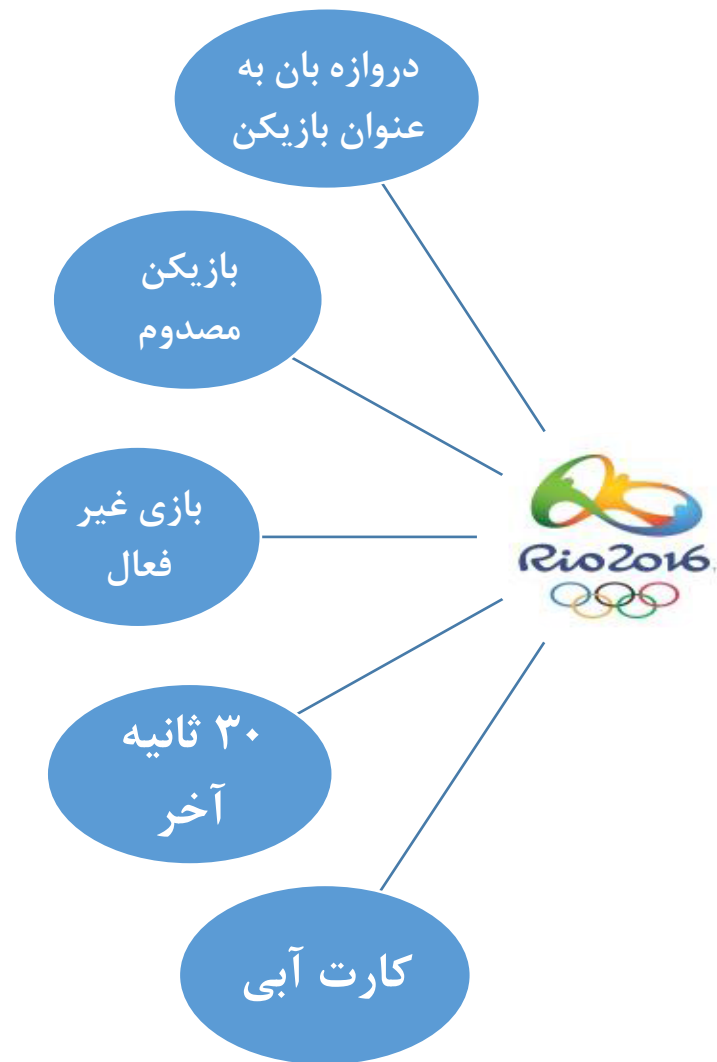 دروازه بان به
عنوان بازیکن
بازیکن
مصدوم
بازی غیر
فعال
Rio2016
۳۰ ثانیه
آخر
کارت آبی